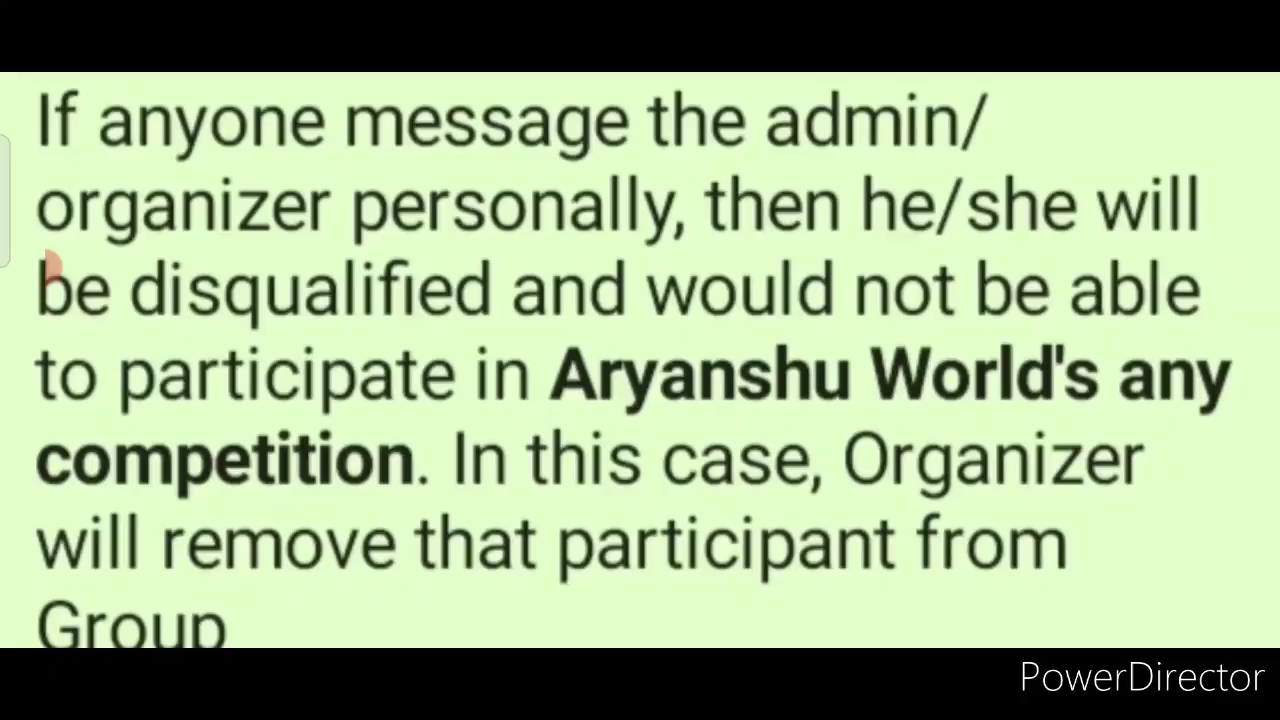 If anyone message the admin/
organizer personally, then he/she will
be disqualified and would not be able
to participate in Aryanshu World's any
competition. In this case, Organizer
will remove that participant from
Group
PowerDirector